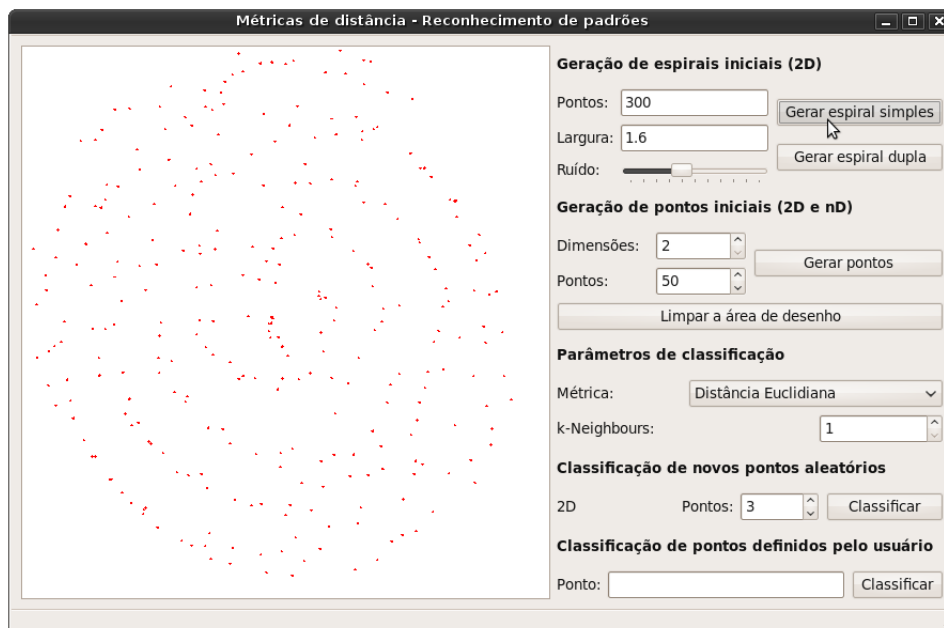 Métricas de distância - Reconhecimento de padrões
Geração de espirais iniciais (2D)
Pontos: 300
Gerar espiral simples
Largura: 1.6
Gerar espiral dupla
Ruído:
Geração de pontos iniciais (2D e nD)
Dimensões: 2
Gerar pontos
Pontos: 50
Limpar a área de desenho
Parâmetros de classificação
Métrica: Distância Euclidiana
k-Neighbours: 1
Classificação de novos pontos aleatórios
2D Pontos: 3 Classificar
Classificação de pontos definidos pelo usuário
Ponto: Classificar